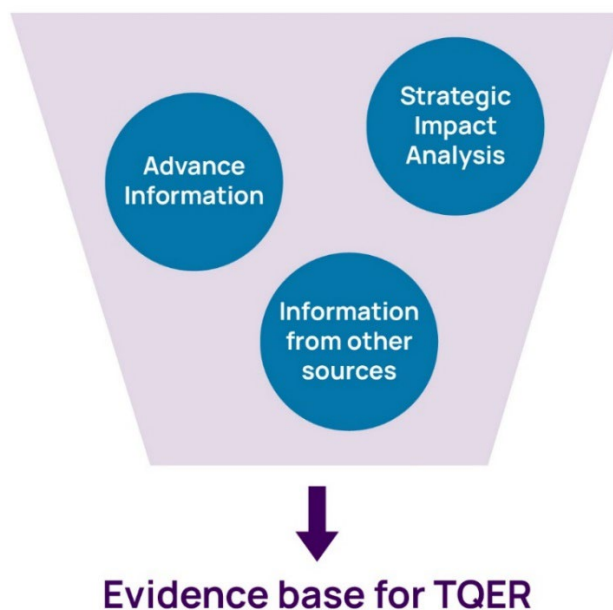 Strategic
Impact
Analysis
Advance
Information
Information
from other
sources
Evidence base for TQER